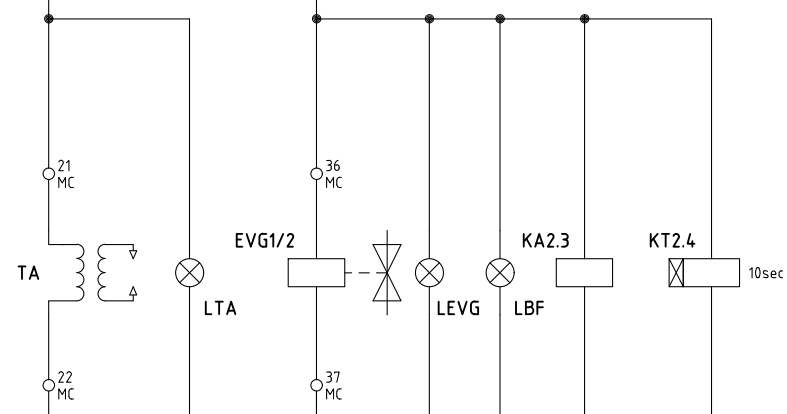 21
MC
36
MC
EVG1/2
KA2.3
KT2.4
TA
10sec
LTA
LEVG
LBF
22
MC
37
MC